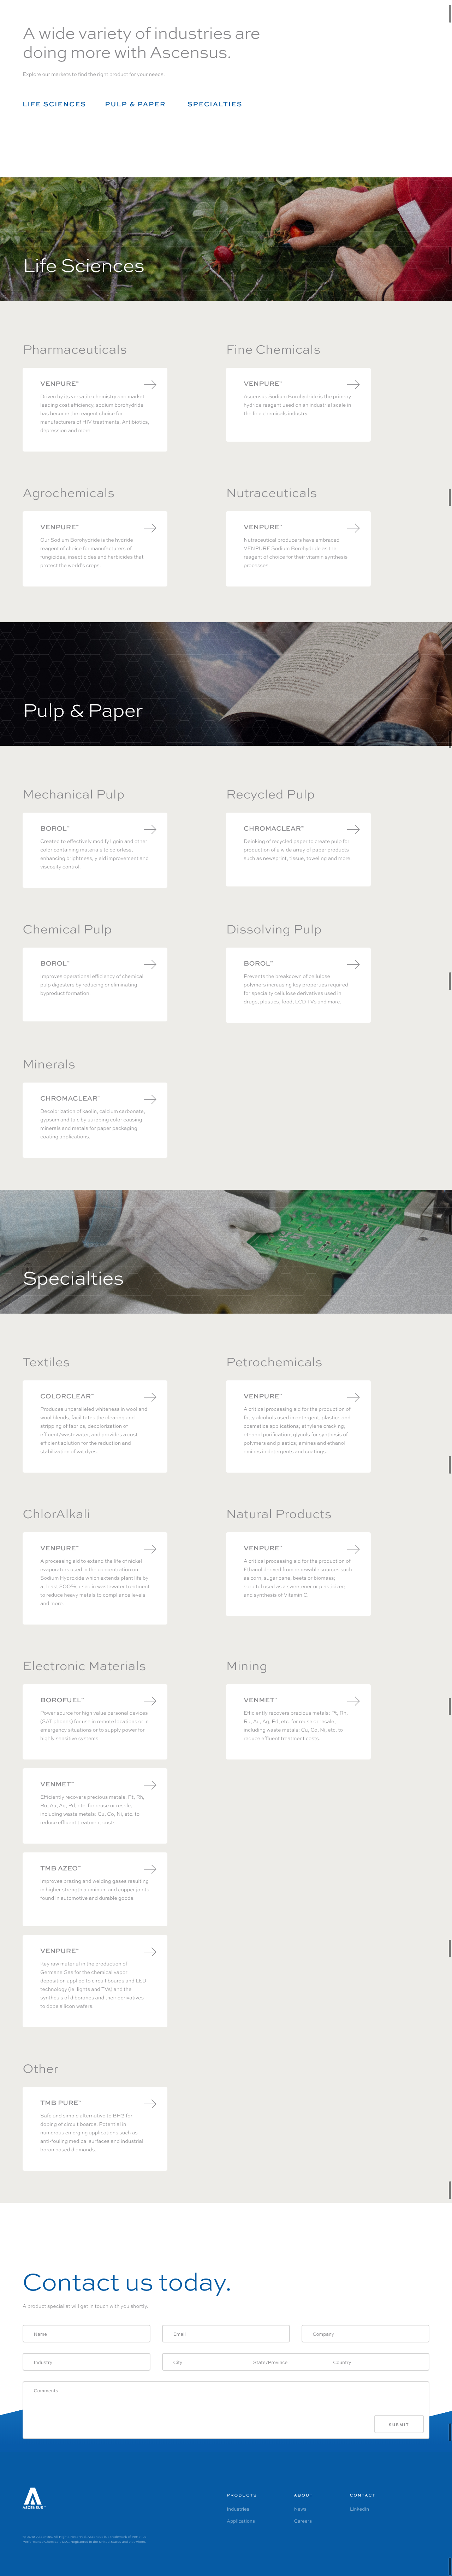 A wide variety of industries are
doing more with Ascensus.
Explore our markets to find the right product for your needs.
LIFE SCIENCES PULP & PAPER SPECIALTIES
Life Sciences
Pharmaceuticals
VENPURE™
Driven by its versatile chemistry and market
leading cost efficiency, sodium borohydride
has become the reagent choice for
manufacturers of HIV treatments, Antibiotics,
depression and more.
Fine Chemicals
VENPURE™
Ascensus Sodium Borohydride is the primary
hydride reagent used on an industrial scale in
the fine chemicals industry.
Agrochemicals
VENPURE™
Our Sodium Borohydride is the hydride
reagent of choice for manufacturers of
fungicides, insecticides and herbicides that
protect the world's crops.
Nutraceuticals
VENPURE™
Nutraceutical producers have embraced
VENPURE Sodium Borohydride as the
reagent of choice for their vitamin synthesis
processes.
Pulp & Paper
Mechanical Pulp
BOROL™
Created to effectively modify lignin and other
color containing materials to colorless,
enhancing brightness, yield improvement and
viscosity control.
Recycled Pulp
CHROMACLEAR™
Deinking of recycled paper to create pulp for
production of a wide array of paper products
such as newsprint, tissue, toweling and more.
Chemical Pulp
BOROL™
Improves operational efficiency of chemical
pulp digesters by reducing or eliminating
byproduct formation.
Dissolving Pulp
BOROL™
Prevents the breakdown of cellulose
polymers increasing key properties required
for specialty cellulose derivatives used in
drugs, plastics, food, LCD TVs and more.
Minerals
CHROMACLEAR™
Decolorization of kaolin, calcium carbonate,
gypsum and talc by stripping color causing
minerals and metals for paper packaging
coating applications.
Specialties
Textiles
COLORCLEAR™
Produces unparalleled whiteness in wool and
wool blends, facilitates the clearing and
stripping of fabrics, decolorization of
effluent/wastewater, and provides a cost
efficient solution for the reduction and
stabilization of vat dyes.
Petrochemicals
VENPURE™
A critical processing aid for the production of
fatty alcohols used in detergent, plastics and
cosmetics applications, ethylene cracking,
ethanol purification, glycols for synthesis of
polymers and plastics, amines and ethanol
amines in detergents and coatings.
ChlorAlkali
VENPURE™
A processing aid to extend the life of nickel
evaporators used in the concentration on
Sodium Hydroxide which extends plant life by
at least 200%, used in wastewater treatment
to reduce heavy metals to compliance levels
and more.
Natural Products
VENPURE™
A critical processing aid for the production of
Ethanol derived from renewable sources such
as corn, sugar cane, beets or biomass,
sorbitol used as a sweetener or plasticizer,
and synthesis of Vitamin C.
Electronic Materials
BOROFUEL™
Power source for high value personal devices
(SAT phones) for use in remote locations or in
emergency situations or to supply power for
highly sensitive systems.
Mining
VENMET™
Efficiently recovers precious metals: Pt, Rh,
Ru, Au, Ag, Pd, etc. for reuse or resale,
including waste metals: Cu, Co, Ni, etc. to
reduce effluent treatment costs.
VENMET™
Efficiently recovers precious metals: Pt, Rh,
Ru, Au, Ag, Pd, etc. for reuse or resale,
including waste metals: Cu, Co, Ni, etc. to
reduce effluent treatment costs.
TMB AZEO™
Improves brazing and welding gases resulting
in higher strength aluminum and copper joints
found in automotive and durable goods.
VENPURE™
Key raw material in the production of
Germane Gas for the chemical vapor
deposition applied to circuit boards and LED
technology (ie. lights and TVs) and the
synthesis of diboranes and their derivatives
to dope silicon wafers.
Other
TMB PURE™
Safe and simple alternative to BH3 for
doping of circuit boards. Potential in
numerous emerging applications such as
anti-fouling medical surfaces and industrial
boron based diamonds.
Contact us today.
A product specialist will get in touch with you shortly.
Name Email Company
Industry City State/Province Country
Comments
SUBMIT
ASCENSUS™
PRODUCTS ABOUT CONTACT
Industries News LinkedIn
Applications Careers